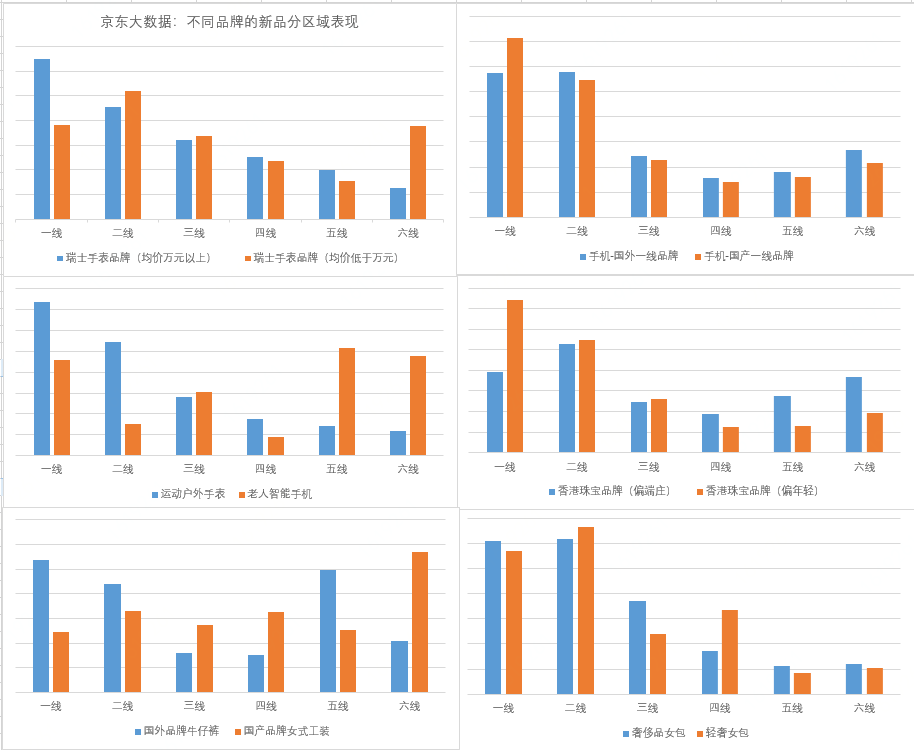 京东大数据：不同品牌的新品分区域表现
一线 二线 三线 四线 五线 六线
瑞士手表品牌（均价万元以上） 瑞士手表品牌（均价低于万元）
一线 二线 三线 四线 五线 六线
手机-国外一线品牌 手机-国产一线品牌
一线 二线 三线 四线 五线 六线
运动户外手表 老人智能手机
一线 二线 三线 四线 五线 六线
香港珠宝品牌（偏端庄） 香港珠宝品牌（偏年轻）
一线 二线 三线 四线 五线 六线
国外品牌牛仔裤 国产品牌女式工装
一线 二线 三线 四线 五线 六线
奢侈品女包 轻奢女包